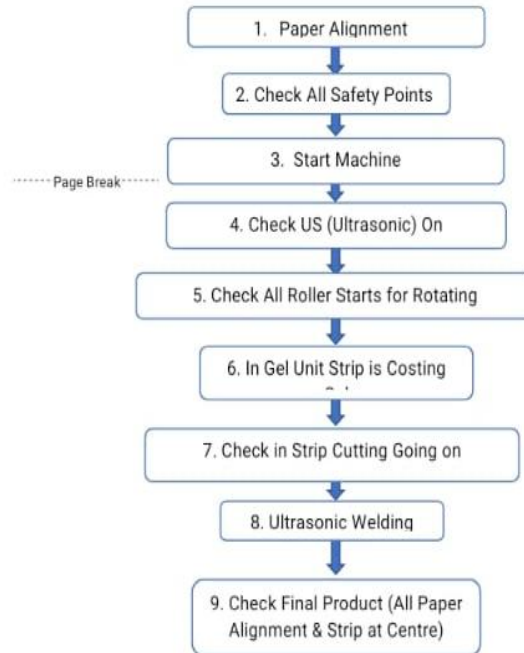 1. Paper Alignment
2. Check All Safety Points
3. Start Machine
Page Break
4. Check US (Ultrasonic) On
5. Check All Roller Starts for Rotating
6. In Gel Unit Strip is Costing
7. Check in Strip Cutting Going on
8. Ultrasonic Welding
9. Check Final Product (All Paper
Alignment & Strip at Centre)